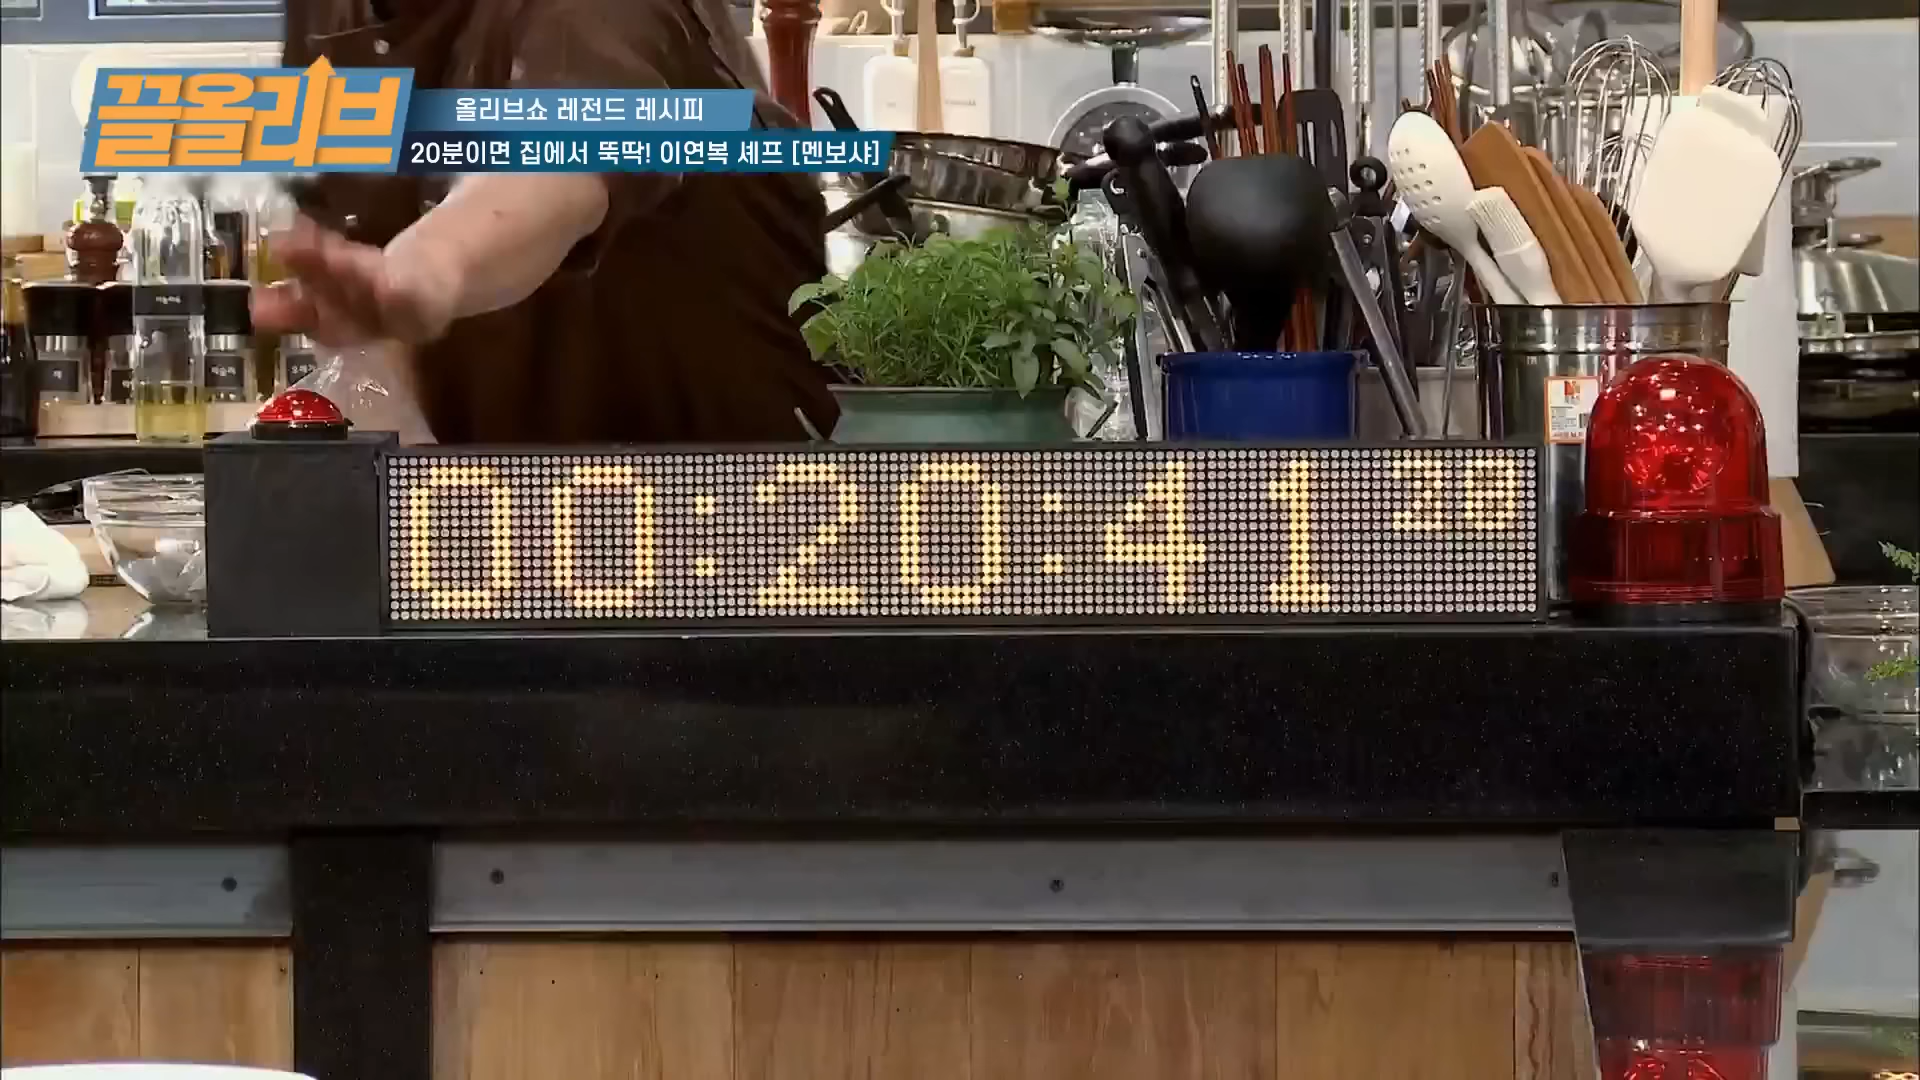 끌올리브
올리브쇼 레전드 레시피
20분이면 집에서 뚝딱! 이연복 셰프 [멘보샤]
00:20:41 28